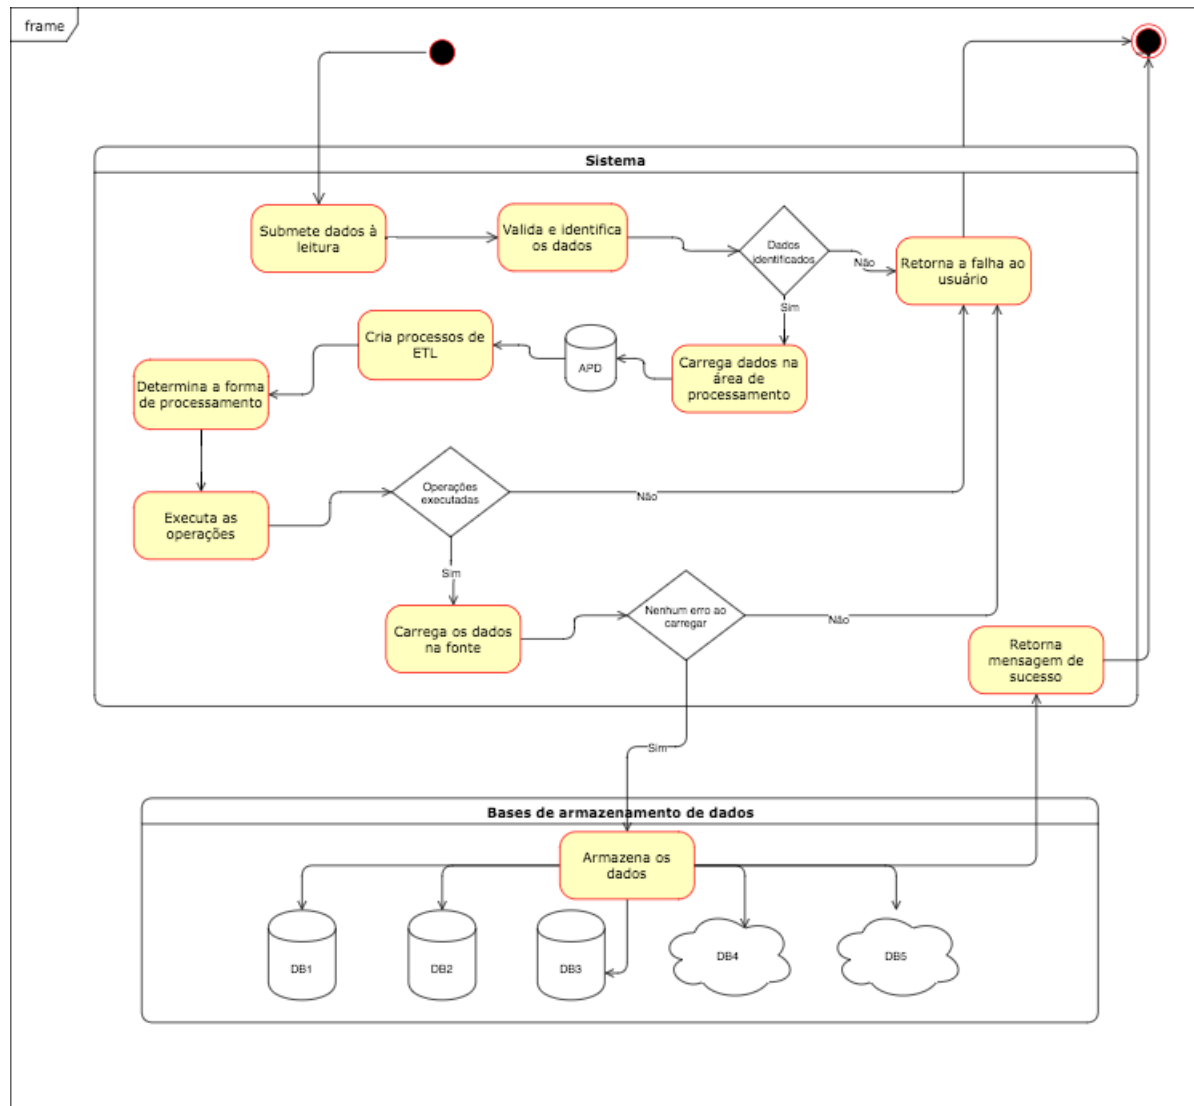 frame
Sistema
Submete dados à
leitura
Valida e identifica
os dados
Dados
identificados
Não
Retorna a falha ao
usuário
Sim
Cria processos de
ETL
APD
Carrega dados na
área de
processamento
Determina a forma
de processamento
Operações
executadas
Não
Executa as
operações
Sim
Nenhum erro ao
carregar
Não
Carrega os dados
na fonte
Retorna
mensagem de
sucesso
Sim
Bases de armazenamento de dados
Armazena os
dados
DB1
DB2
DB3
DB4
DB5